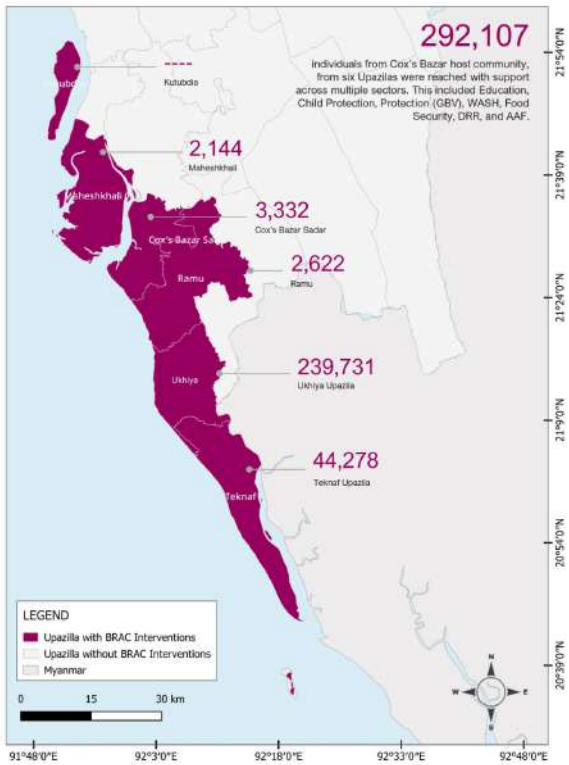 292,107
individuals from Cox's Bazar host community,
from six Upazilas were reached with support
across multiple sectors. This included Education,
Child Protection, Protection (GBV), WASH, Food
Security, DRR, and AAF.
----
Kutubdia
2,144
Maheshkhali
Maheshkhali
3,332
Cox's Bazar Sadar
Cox's Bazar Sa
2,622
Ramu
Ramu
239,731
Ukhiya Upazila
Ukhiya
44,278
Teknaf Upazila
Teknaf
LEGEND
Upazilla with BRAC Interventions
Upazilla without BRAC Interventions
Myanmar
0 15 30 km
N
W E
S
21°54'0"N
21°39'0"N
21°24'0"N
21°9'0"N
20°54'0"N
20°39'0"N
91°48'0"E 92°3'0"E 92°18'0"E 92°33'0"E 92°48'0"E